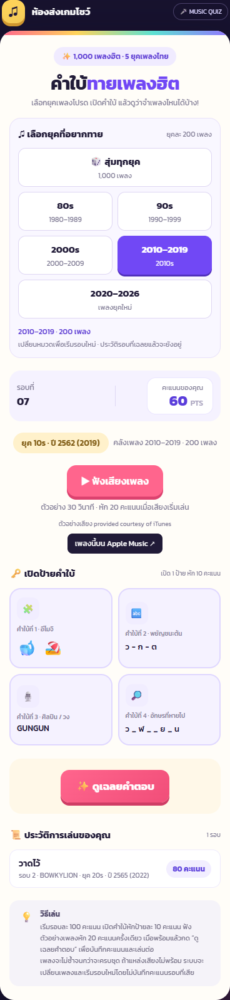 ห้องส่งเกมโชว์
MUSIC QUIZ
1,000 เพลงฮิต · 5 ยุคเพลงไทย
คำใบ้ทายเพลงฮิต
เลือกยุคเพลงโปรด เปิดคำใบ้ แล้วดูว่าจำเพลงไหนได้บ้าง!
♫ เลือกยุคที่อยากทาย
ยุคละ 200 เพลง
สุ่มทุกยุค
1,000 เพลง
80s
1980–1989
90s
1990–1999
2000s
2000–2009
2010–2019
2010s
2020–2026
เพลงยุคใหม่
2010–2019 · 200 เพลง
เปลี่ยนหมวดเพื่อเริ่มรอบใหม่ · ประวัติรอบที่เฉลยแล้วจะยังอยู่
รอบที่
07
คะแนนของคุณ
60 PTS
ยุค 10s · ปี 2562 (2019)
คลังเพลง 2010–2019 · 200 เพลง
▶ ฟังเสียงเพลง
ตัวอย่าง 30 วินาที · หัก 20 คะแนนเมื่อเสียงเริ่มเล่น
ตัวอย่างเสียง provided courtesy of iTunes
เพลงนี้บน Apple Music ↗
เปิดป้ายคำใบ้
เปิด 1 ป้าย หัก 10 คะแนน
คำใบ้ที่ 1 · อีโมจิ
abc
คำใบ้ที่ 2 · พยัญชนะต้น
ว - ก - ต
คำใบ้ที่ 3 · ศิลปิน / วง
GUNGUN
คำใบ้ที่ 4 · อักษรที่หายไป
ว _ ฬ _ _ ย _ น
ดูเฉลยคำตอบ
ประวัติการเล่นของคุณ
1 รอบ
วาดไว้
รอบ 2 · BOWKYLION · ยุค 20s · ปี 2565 (2022)
80 คะแนน
วิธีเล่น
เริ่มรอบละ 100 คะแนน เปิดคำใบ้หักป้ายละ 10 คะแนน ฟัง
ตัวอย่างเพลงหัก 20 คะแนนครั้งเดียว เมื่อพร้อมแล้วกด “ดู
เฉลยคำตอบ” เพื่อบันทึกคะแนนและเล่นต่อ
เพลงจะไม่ซ้ำจนกว่าจะครบชุด ถ้าแหล่งเสียงไม่พร้อม ระบบจะ
เปลี่ยนเพลงและเริ่มรอบใหม่โดยไม่บันทึกคะแนนรอบที่เสีย